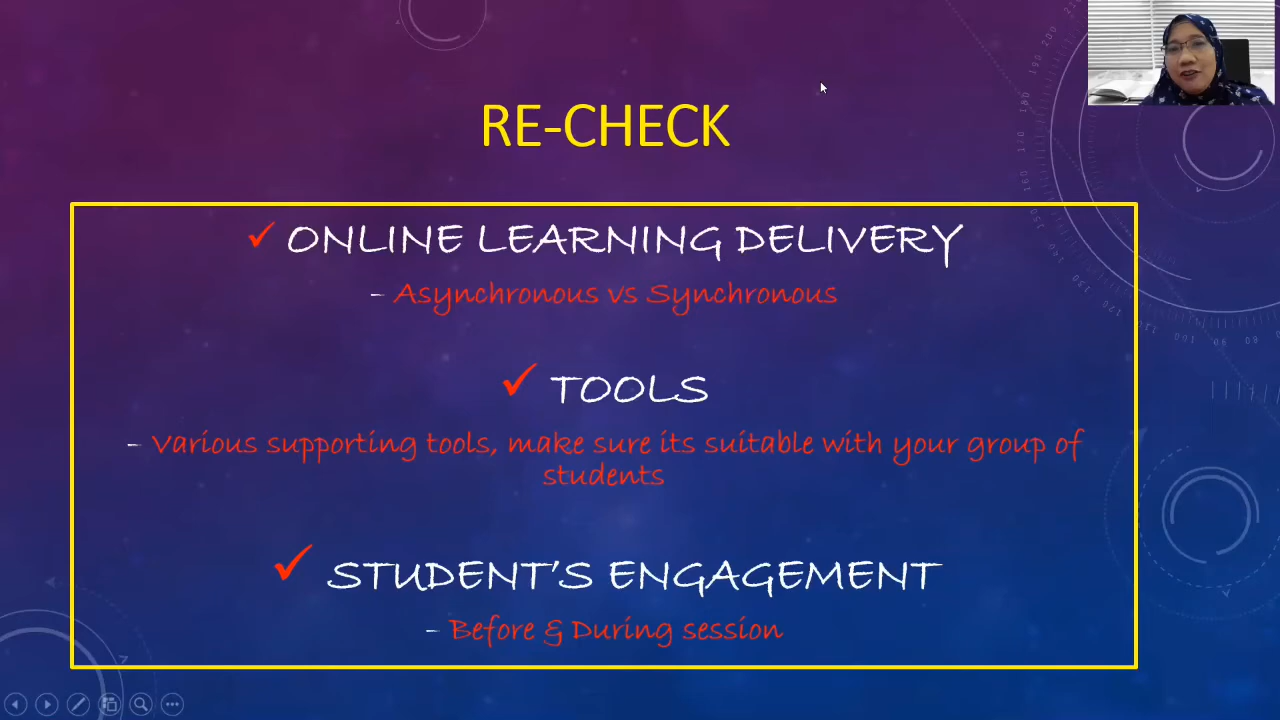 RE-CHECK
✓ ONLINE LEARNING DELIVERY
– Asynchronous vs Synchronous
✓ TOOLS
– Various supporting tools, make sure its suitable with your group of
students
✓ STUDENT'S ENGAGEMENT
– Before & During session